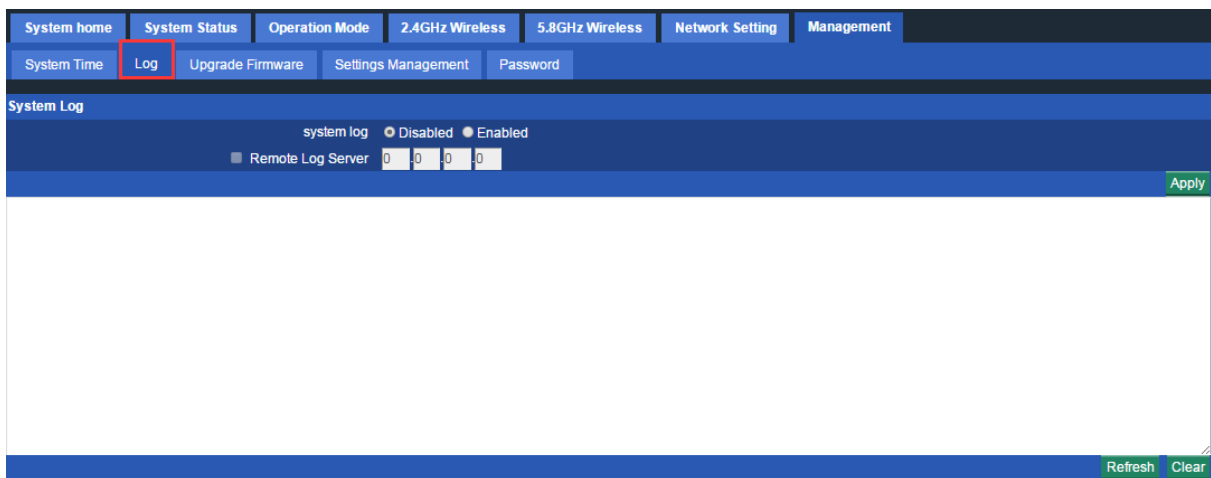 System home System Status Operation Mode 2.4GHz Wireless 5.8GHz Wireless Network Setting Management
System Time Log Upgrade Firmware Settings Management Password
System Log
system log Disabled Enabled
Remote Log Server 0 .0 .0 .0
Apply
Refresh Clear